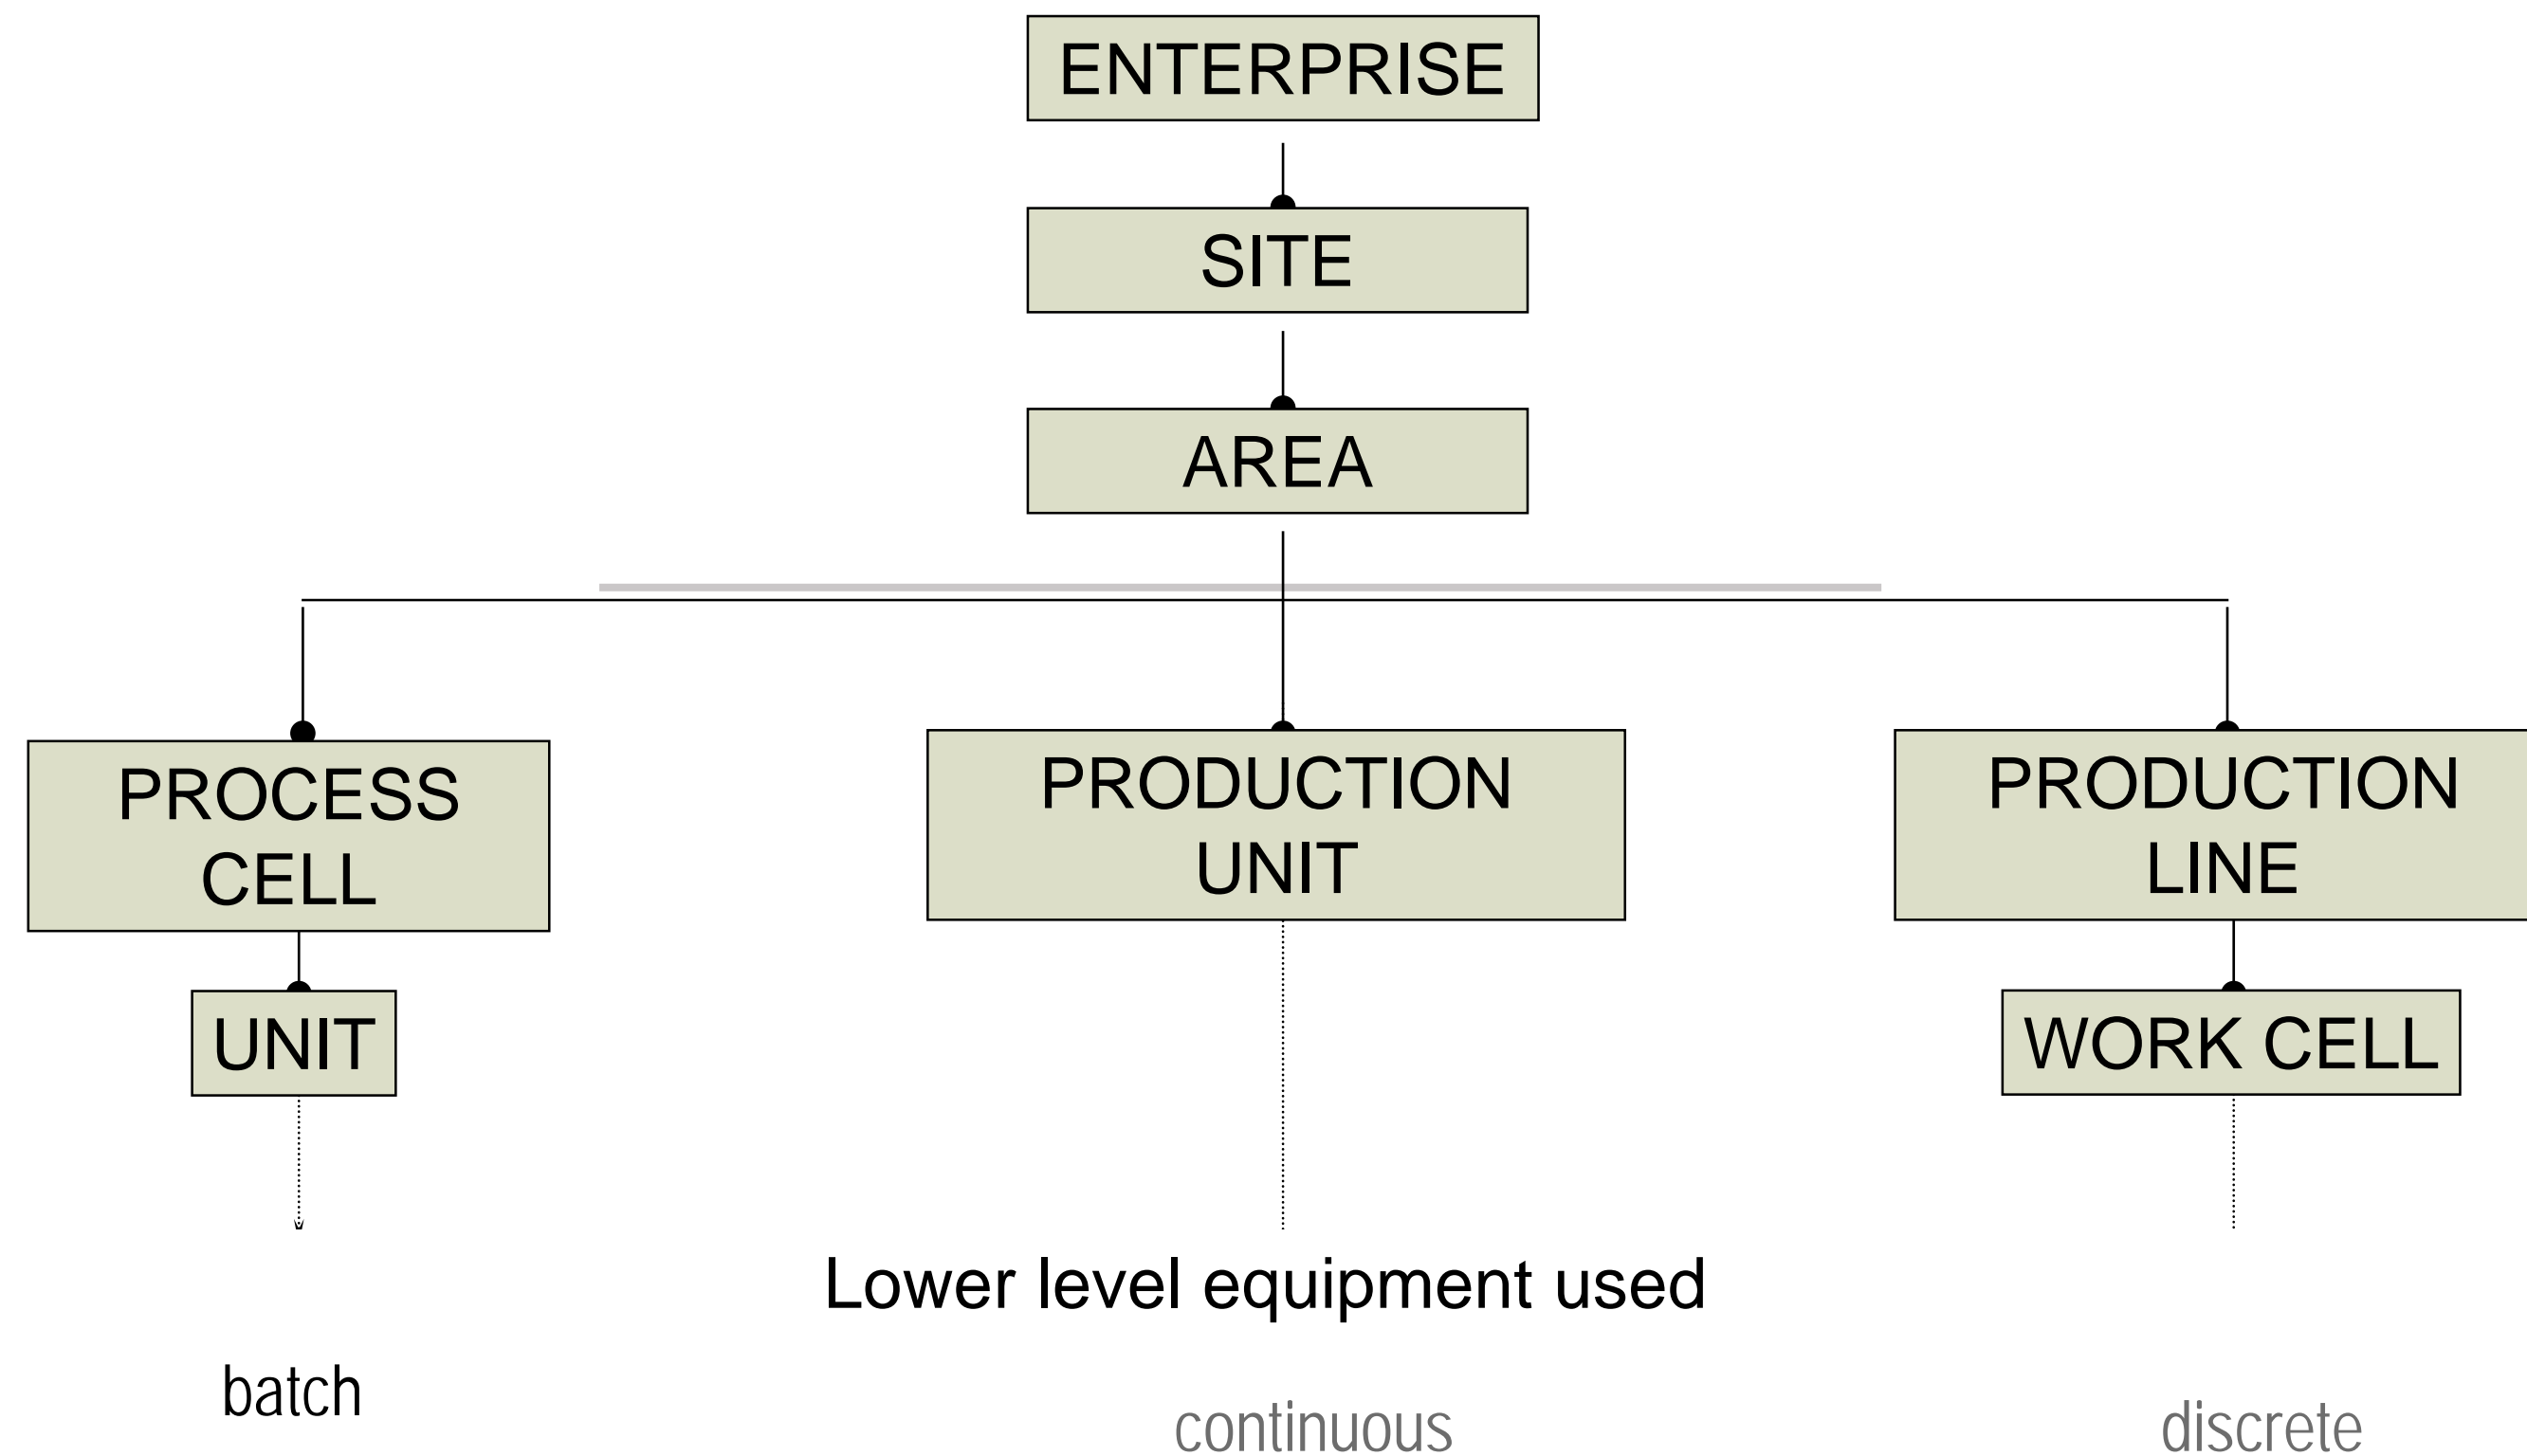 ENTERPRISE
SITE
AREA
PROCESS
CELL
PRODUCTION
UNIT
PRODUCTION
LINE
UNIT
WORK CELL
Lower level equipment used
batch
continuous
discrete